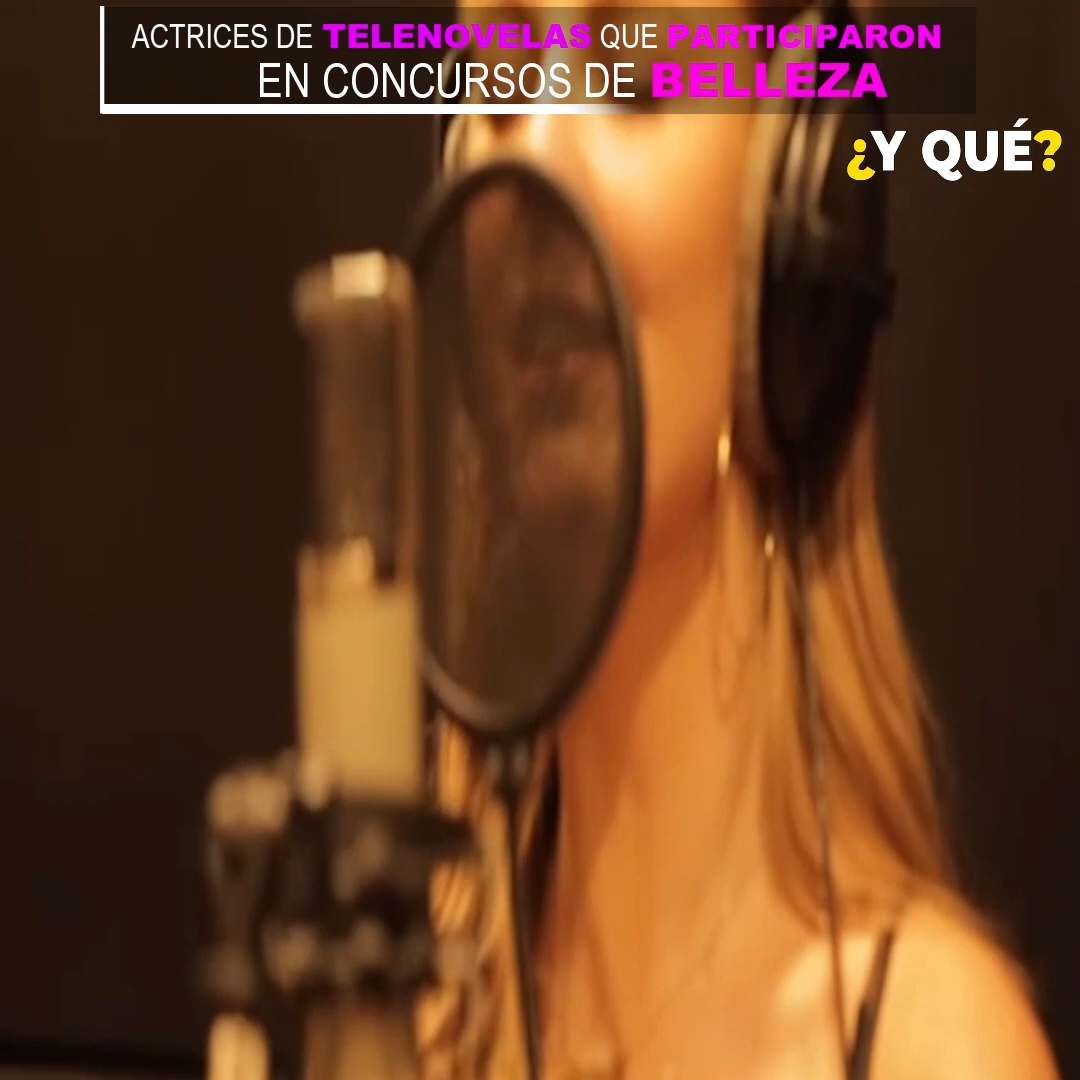 ACTRICES DE TELENOVELAS QUE PARTICIPARON
EN CONCURSOS DE BELLEZA
¿Y QUÉ?